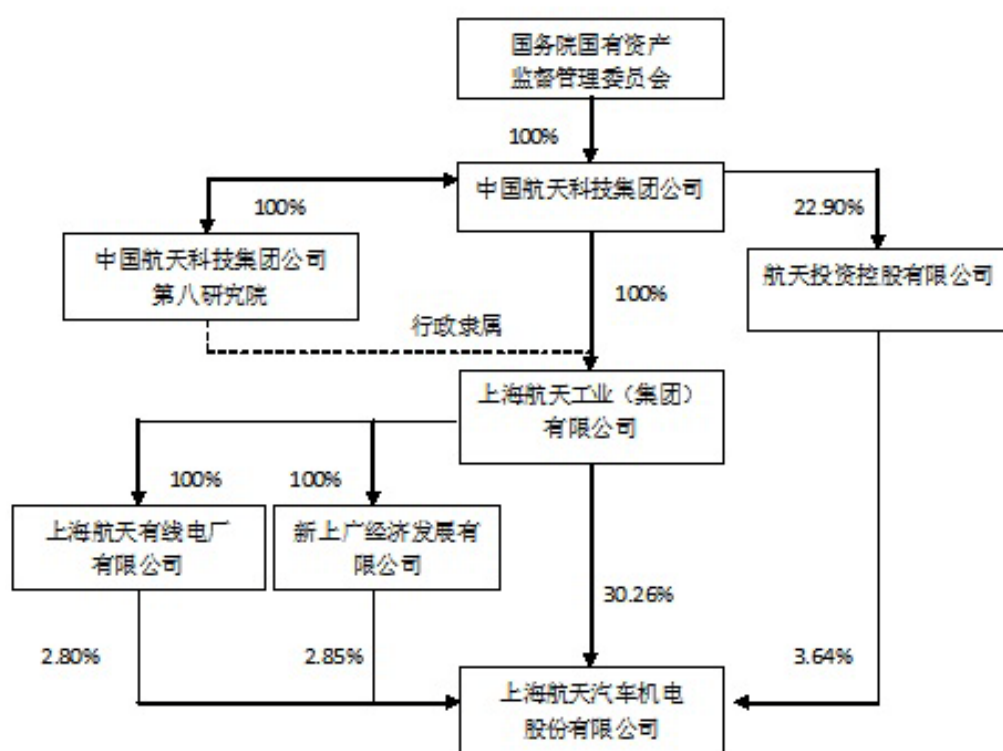 国务院国有资产
监督管理委员会
100%
中国航天科技集团公司
100%
22.90%
中国航天科技集团公司
第八研究院
航天投资控股有限公司
100%
行政隶属
上海航天工业（集团）
有限公司
100%
100%
上海航天有线电厂
有限公司
新上广经济发展有
限公司
30.26%
2.80%
2.85%
3.64%
上海航天汽车机电
股份有限公司